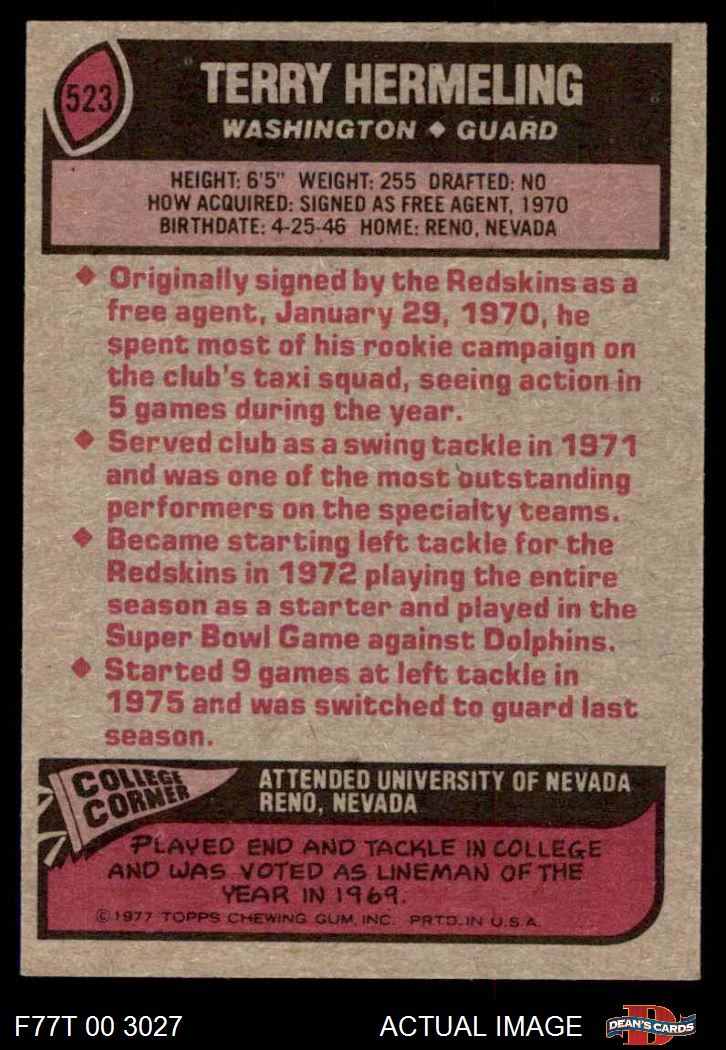 523
TERRY HERMELING
WASHINGTON ◆ GUARD
HEIGHT: 6'5" WEIGHT: 255 DRAFTED: NO
HOW ACQUIRED: SIGNED AS FREE AGENT, 1970
BIRTHDATE: 4-25-46 HOME: RENO, NEVADA
◆ Originally signed by the Redskins as a
free agent, January 29, 1970, he
spent most of his rookie campaign on
the club's taxi squad, seeing action in
5 games during the year.
◆ Served club as a swing tackle in 1971
and was one of the most outstanding
performers on the specialty teams.
◆ Became starting left tackle for the
Redskins in 1972 playing the entire
season as a starter and played in the
Super Bowl Game against Dolphins.
◆ Started 9 games at left tackle in
1975 and was switched to guard last
season.
COLLEGE
CORNER
ATTENDED UNIVERSITY OF NEVADA
RENO, NEVADA
PLAYED END AND TACKLE IN COLLEGE
AND WAS VOTED AS LINEMAN OF THE
YEAR IN 1969.
© 1977 TOPPS CHEWING GUM, INC. PRTD. IN U.S.A.
F77T 00 3027
ACTUAL IMAGE
D
DEAN'S CARDS